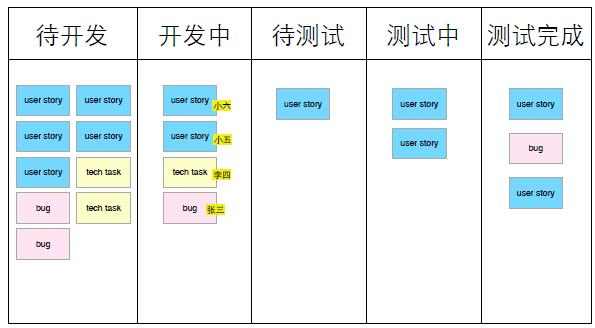 待开发
开发中
待测试
测试中
测试完成
user story
user story
user story
user story
user story
tech task
bug
tech task
bug
user story
小六
user story
小五
tech task
李四
bug
张三
user story
user story
user story
user story
bug
user story